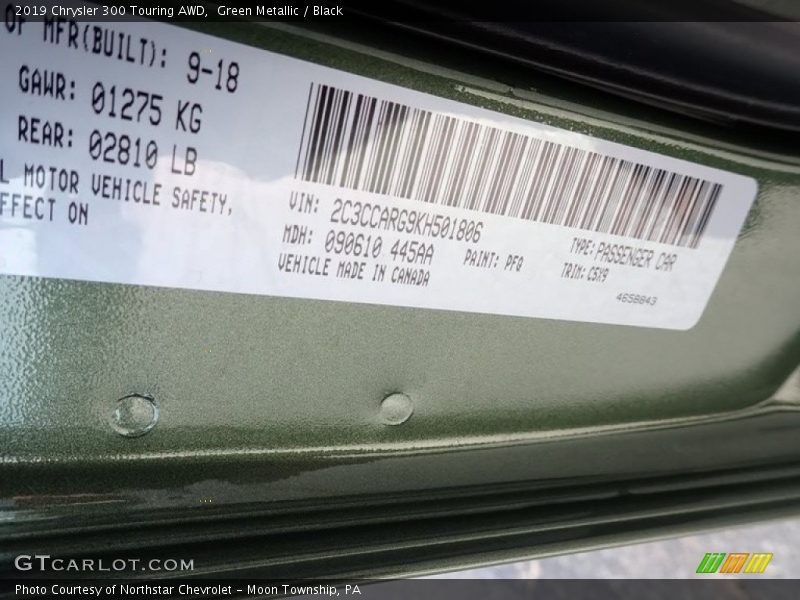 2019 Chrysler 300 Touring AWD, Green Metallic / Black
OF MFR(BUILT): 9-18
GAWR: 01275 KG
REAR: 02810 LB
L MOTOR VEHICLE SAFETY,
FFECT ON
VIN: 2C3CCARG9KH501806
TYPE: PASSENGER CAR
MDH: 090610 445AA
PAINT: PFQ
TRIM: C5X9
VEHICLE MADE IN CANADA
4658843
GTCARLOT.COM
Photo Courtesy of Northstar Chevrolet - Moon Township, PA